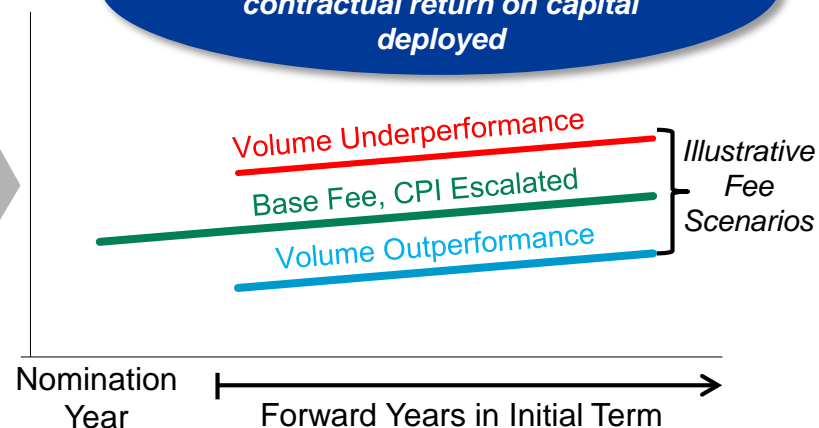 contractual return on capital
deployed
Volume Underperformance
Base Fee, CPI Escalated
Volume Outperformance
Illustrative
Fee
Scenarios
Nomination
Year
Forward Years in Initial Term